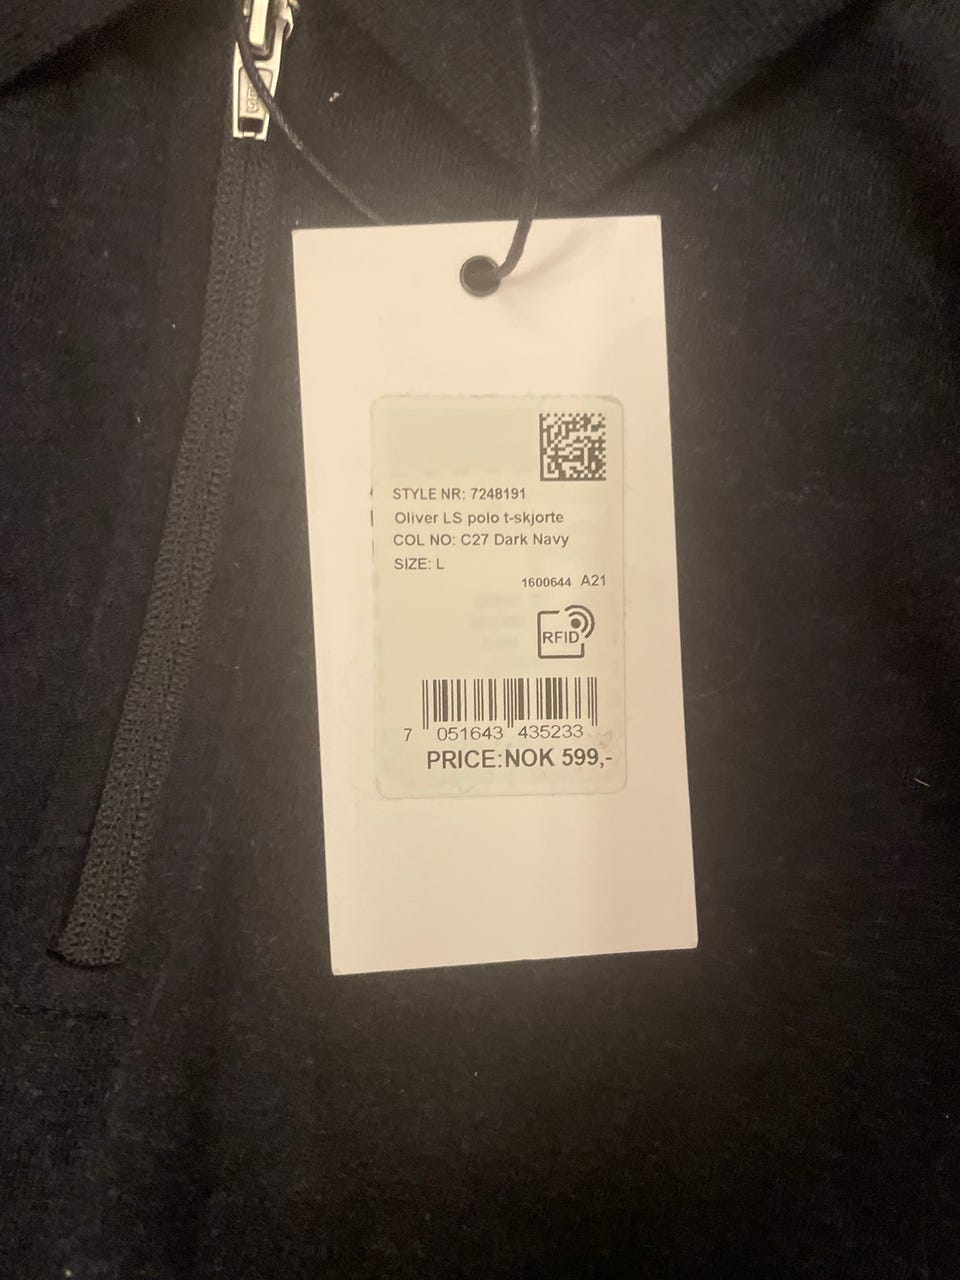 STYLE NR: 7248191
Oliver LS polo t-skjorte
COL NO: C27 Dark Navy
SIZE: L
1600644 A21
RFID
7 051643 435233
PRICE:NOK 599,-